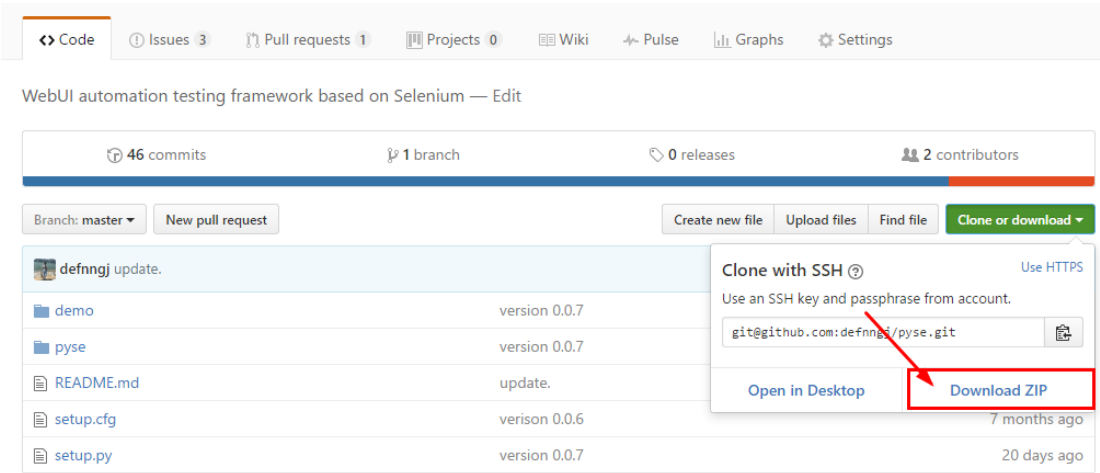 Code Issues 3 Pull requests 1 Projects 0 Wiki Pulse Graphs Settings
WebUI automation testing framework based on Selenium — Edit
46 commits 1 branch 0 releases 2 contributors
Branch: master New pull request Create new file Upload files Find file Clone or download
defnngj update.
Clone with SSH Use HTTPS
Use an SSH key and passphrase from account.
git@github.com:defnngj/pyse.git
Open in Desktop Download ZIP
demo version 0.0.7
pyse version 0.0.7
README.md update.
setup.cfg verison 0.0.6 7 months ago
setup.py version 0.0.7 20 days ago